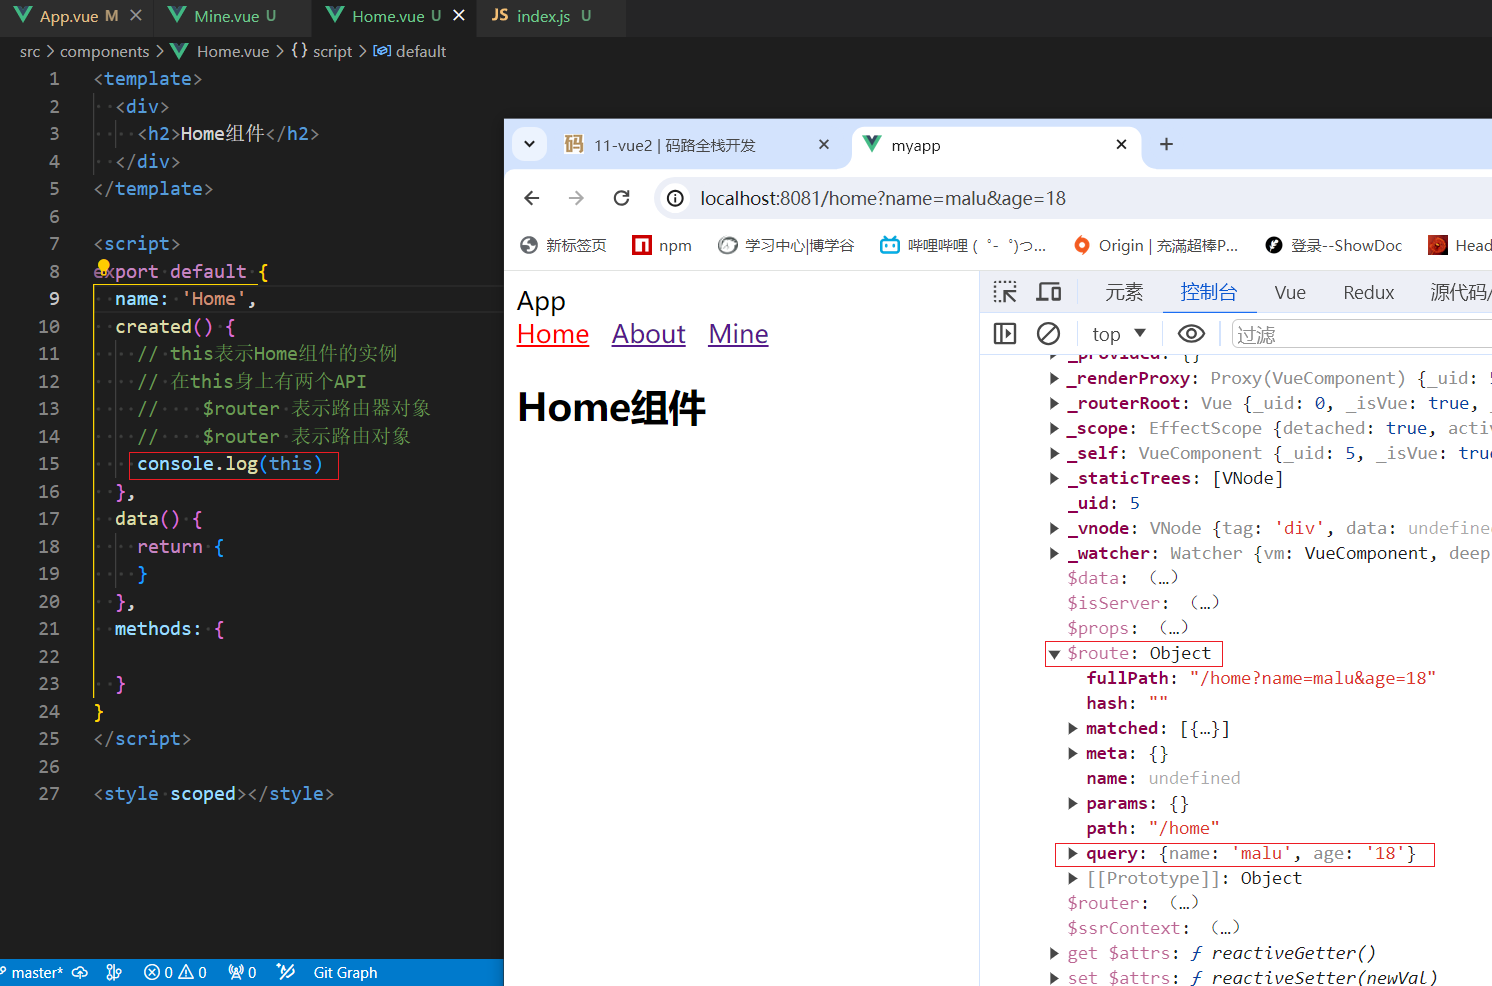 App.vue M
Mine.vue U
Home.vue U
JS index.js U
src > components > Home.vue > {} script > default
1 <template>
2 <div>
3 <h2>Home组件</h2>
4 </div>
5 </template>
6
7 <script>
8 export default {
9 name: 'Home',
10 created() {
11 // this表示Home组件的实例
12 // 在this身上有两个API
13 // $router 表示路由器对象
14 // $router 表示路由对象
15 console.log(this)
16 },
17 data() {
18 return {
19 }
20 },
21 methods: {
22
23 }
24 }
25 </script>
26
27 <style scoped></style>
master* 0 0 0 Git Graph
码 11-vue2 | 码路全栈开发
myapp
localhost:8081/home?name=malu&age=18
新标签页
npm
学习中心|博学谷
哔哩哔哩 ( ゜- ゜)つ...
Origin | 充满超棒P...
登录--ShowDoc
Head
App
Home About Mine
Home组件
元素 控制台 Vue Redux 源代码/
top 过滤
_provided: {}
_renderProxy: Proxy(VueComponent) {_uid: 5
_routerRoot: Vue {_uid: 0, _isVue: true,
_scope: EffectScope {detached: true, activ
_self: VueComponent {_uid: 5, _isVue: true
_staticTrees: [VNode]
_uid: 5
_vnode: VNode {tag: 'div', data: undefined
_watcher: Watcher {vm: VueComponent, deep
$data: (…)
$isServer: (…)
$props: (…)
$route: Object
fullPath: "/home?name=malu&age=18"
hash: ""
matched: [{…}]
meta: {}
name: undefined
params: {}
path: "/home"
query: {name: 'malu', age: '18'}
[[Prototype]]: Object
$router: (…)
$ssrContext: (…)
get $attrs: ƒ reactiveGetter()
set $attrs: ƒ reactiveSetter(newVal)